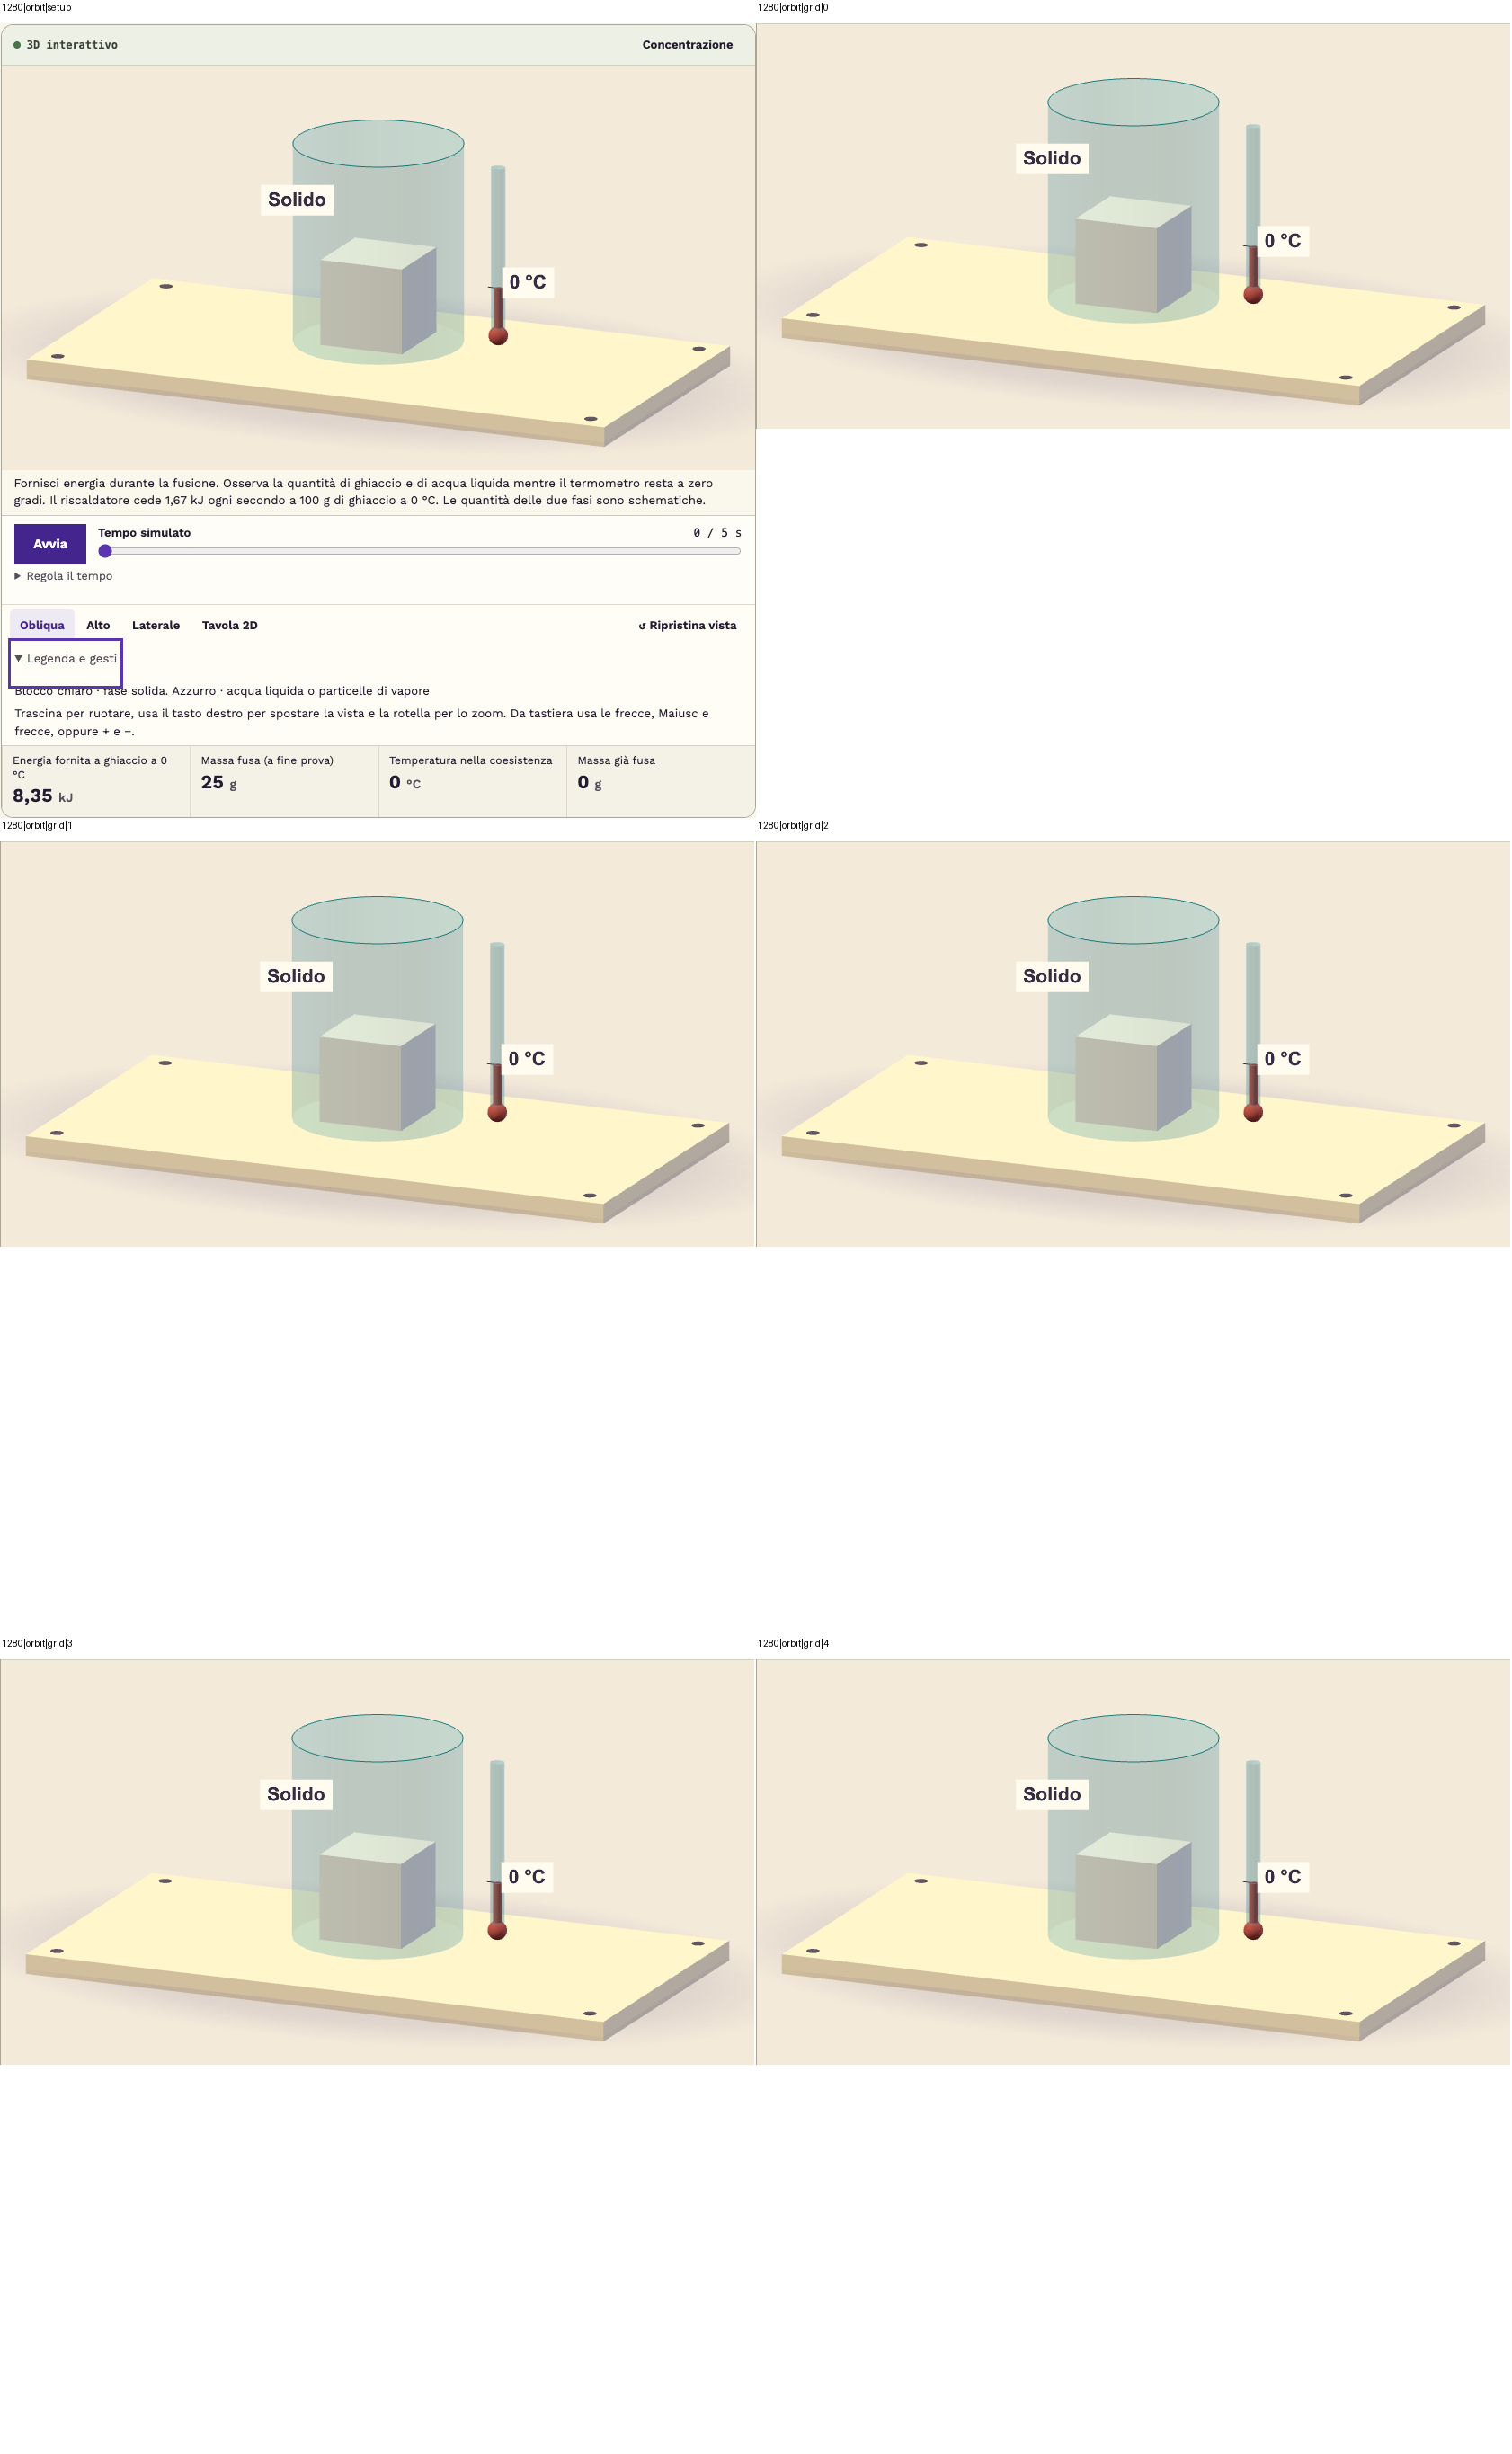 1280|orbit|setup
3D interattivo
Concentrazione
Solido
0 °C
Fornisci energia durante la fusione. Osserva la quantità di ghiaccio e di acqua liquida mentre il termometro resta a zero
gradi. Il riscaldatore cede 1,67 kJ ogni secondo a 100 g di ghiaccio a 0 °C. Le quantità delle due fasi sono schematiche.
Avvia
Tempo simulato
0 / 5 s
▶ Regola il tempo
Obliqua
Alto
Laterale
Tavola 2D
↺ Ripristina vista
▼ Legenda e gesti
Blocco chiaro · fase solida. Azzurro · acqua liquida o particelle di vapore
Trascina per ruotare, usa il tasto destro per spostare la vista e la rotella per lo zoom. Da tastiera usa le frecce, Maiusc e
frecce, oppure + e −.
Energia fornita a ghiaccio a 0
°C
8,35 kJ
Massa fusa (a fine prova)
25 g
Temperatura nella coesistenza
0 °C
Massa già fusa
0 g
1280|orbit|grid|0
Solido
0 °C
1280|orbit|grid|1
Solido
0 °C
1280|orbit|grid|2
Solido
0 °C
1280|orbit|grid|3
Solido
0 °C
1280|orbit|grid|4
Solido
0 °C